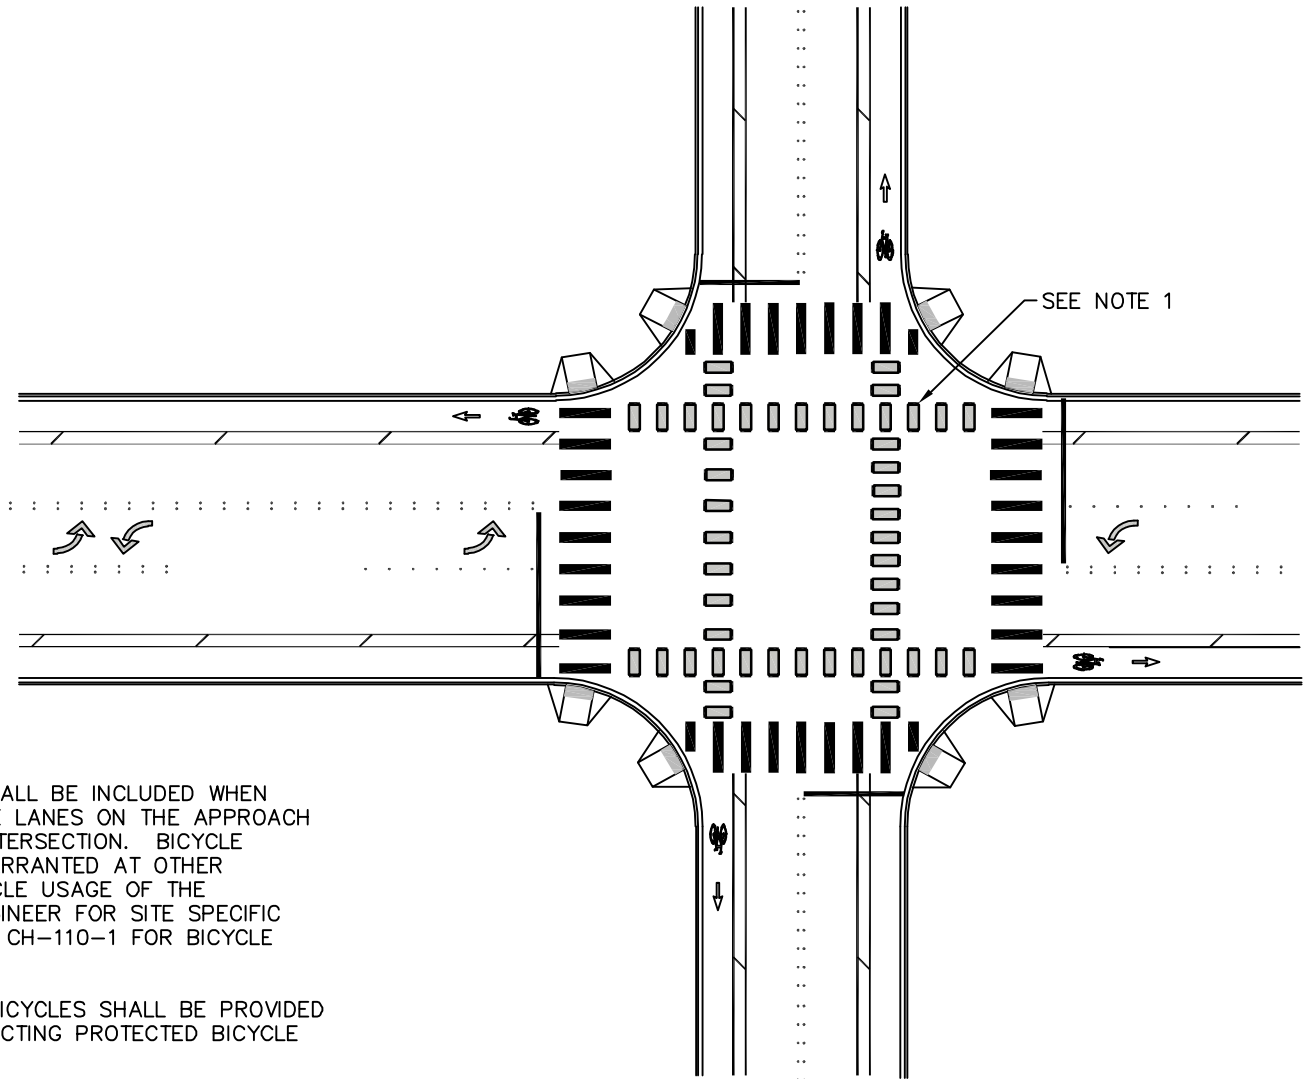 SEE NOTE 1
ALL BE INCLUDED WHEN
LANES ON THE APPROACH
TERSECTION. BICYCLE
RRANTED AT OTHER
CLE USAGE OF THE
INEER FOR SITE SPECIFIC
CH-110-1 FOR BICYCLE
ICYCLES SHALL BE PROVIDED
CTING PROTECTED BICYCLE